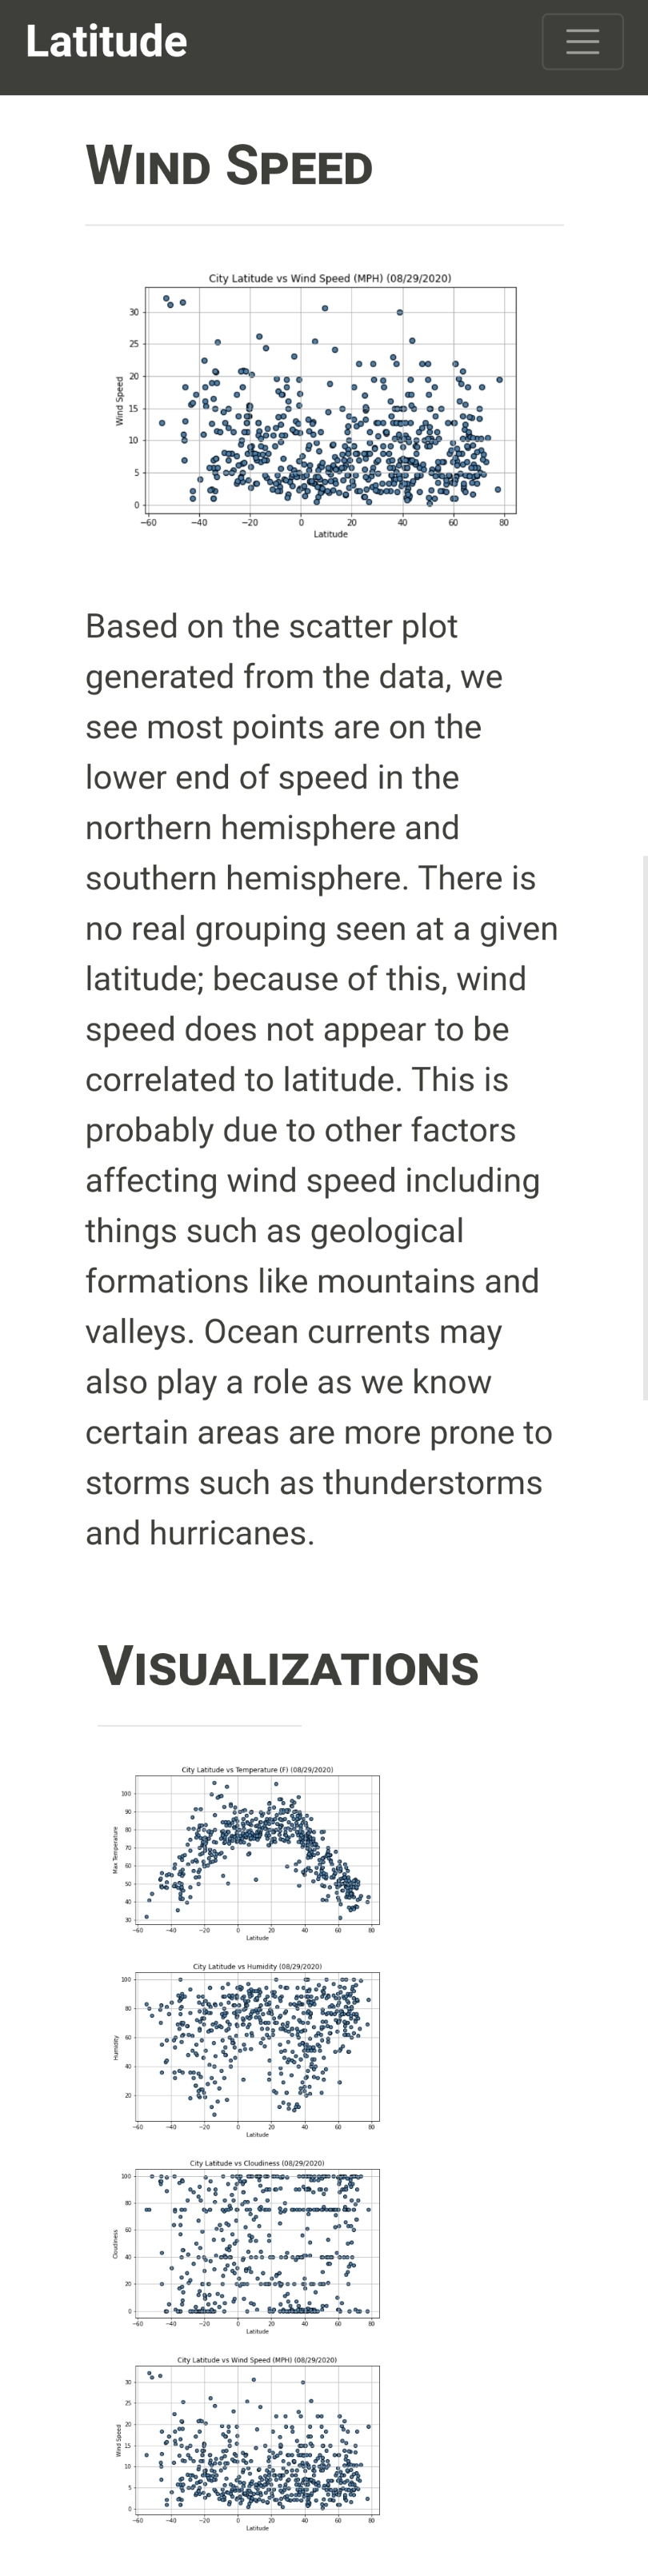 Latitude
WIND SPEED
City Latitude vs Wind Speed (MPH) (08/29/2020)
30
25
20
15
10
5
0
Wind Speed
−60 −40 −20 0 20 40 60 80
Latitude
Based on the scatter plot
generated from the data, we
see most points are on the
lower end of speed in the
northern hemisphere and
southern hemisphere. There is
no real grouping seen at a given
latitude; because of this, wind
speed does not appear to be
correlated to latitude. This is
probably due to other factors
affecting wind speed including
things such as geological
formations like mountains and
valleys. Ocean currents may
also play a role as we know
certain areas are more prone to
storms such as thunderstorms
and hurricanes.
VISUALIZATIONS
City Latitude vs Temperature (F) (08/29/2020)
100
90
80
70
60
50
40
30
Max Temperature
−60 −40 −20 0 20 40 60 80
Latitude
City Latitude vs Humidity (08/29/2020)
100
80
60
40
20
Humidity
−60 −40 −20 0 20 40 60 80
Latitude
City Latitude vs Cloudiness (08/29/2020)
100
80
60
40
20
0
Cloudiness
−60 −40 −20 0 20 40 60 80
Latitude
City Latitude vs Wind Speed (MPH) (08/29/2020)
30
25
20
15
10
5
0
Wind Speed
−60 −40 −20 0 20 40 60 80
Latitude